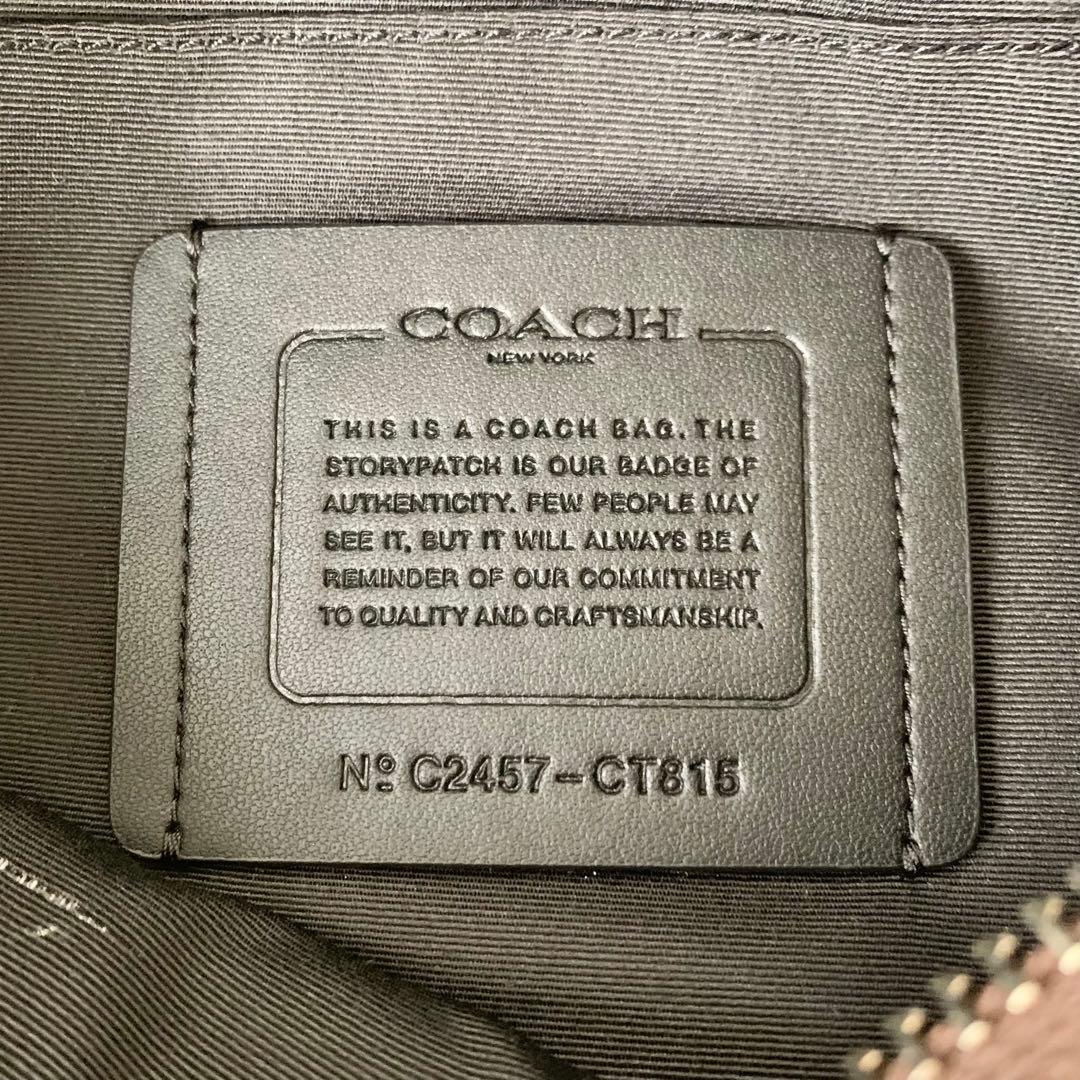 COACH
NEW YORK
THIS IS A COACH BAG. THE
STORYPATCH IS OUR BADGE OF
AUTHENTICITY. FEW PEOPLE MAY
SEE IT, BUT IT WILL ALWAYS BE A
REMINDER OF OUR COMMITMENT
TO QUALITY AND CRAFTSMANSHIP.
Nº C2457-CT815